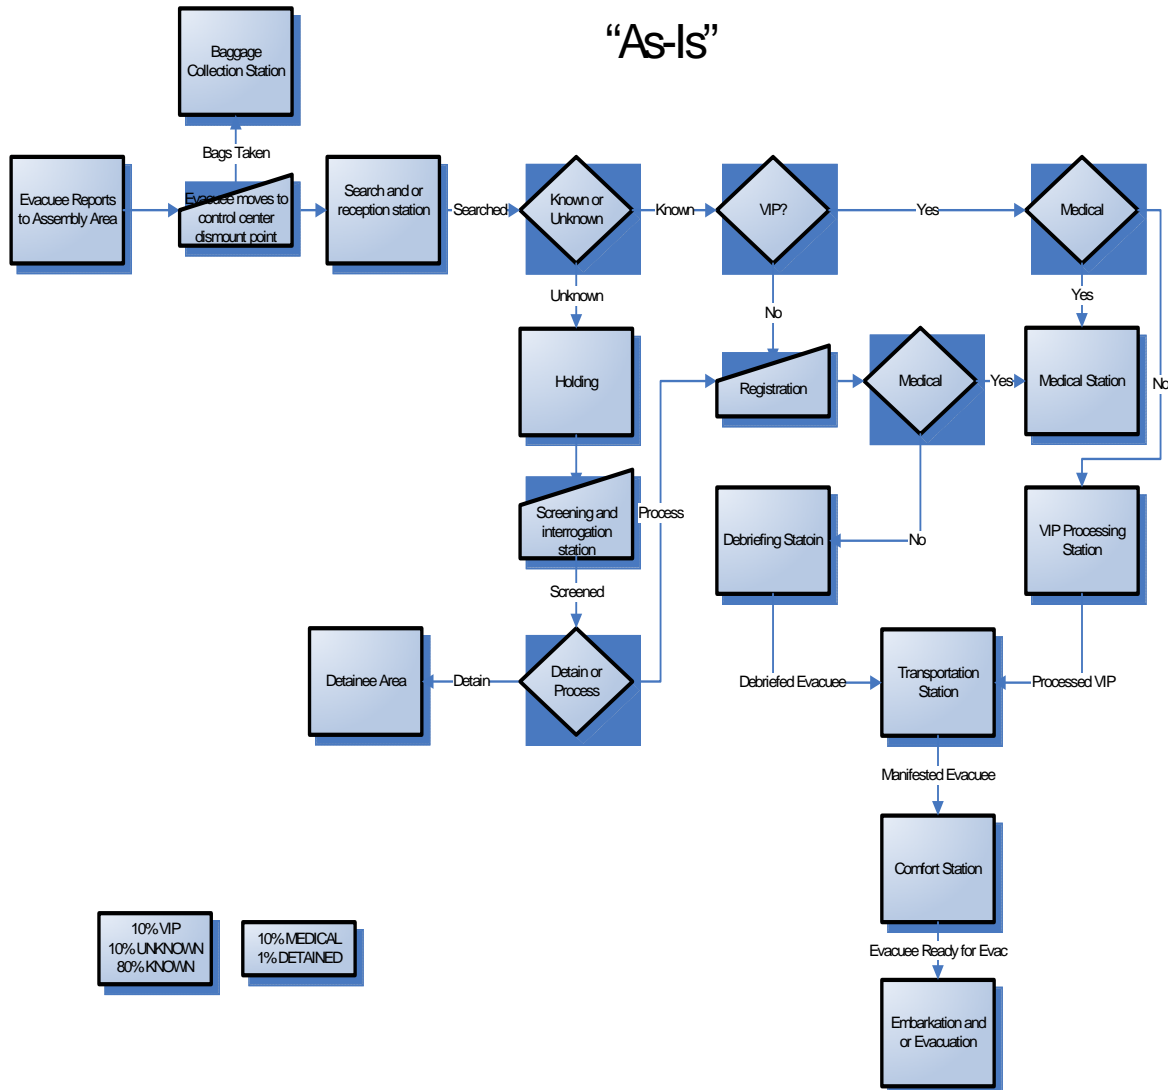 “As-Is”
Baggage
Collection Station
Bags Taken
Evacuee Reports
to Assembly Area
Evacuee moves to
control center
dismount point
Search and or
reception station
Searched
Known or
Unknown
Known
VIP?
Yes
Medical
Unknown
No
Yes
Holding
Registration
Medical
Yes
Medical Station
No
Screening and
interrogation
station
Process
Debriefing Statoin
No
VIP Processing
Station
Screened
Detainee Area
Detain
Detain or
Process
Debriefed Evacuee
Transportation
Station
Processed VIP
Manifested Evacuee
Comfort Station
10% VIP
10% UNKNOWN
80% KNOWN
10% MEDICAL
1% DETAINED
Evacuee Ready for Evac
Embarkation and
or Evacuation